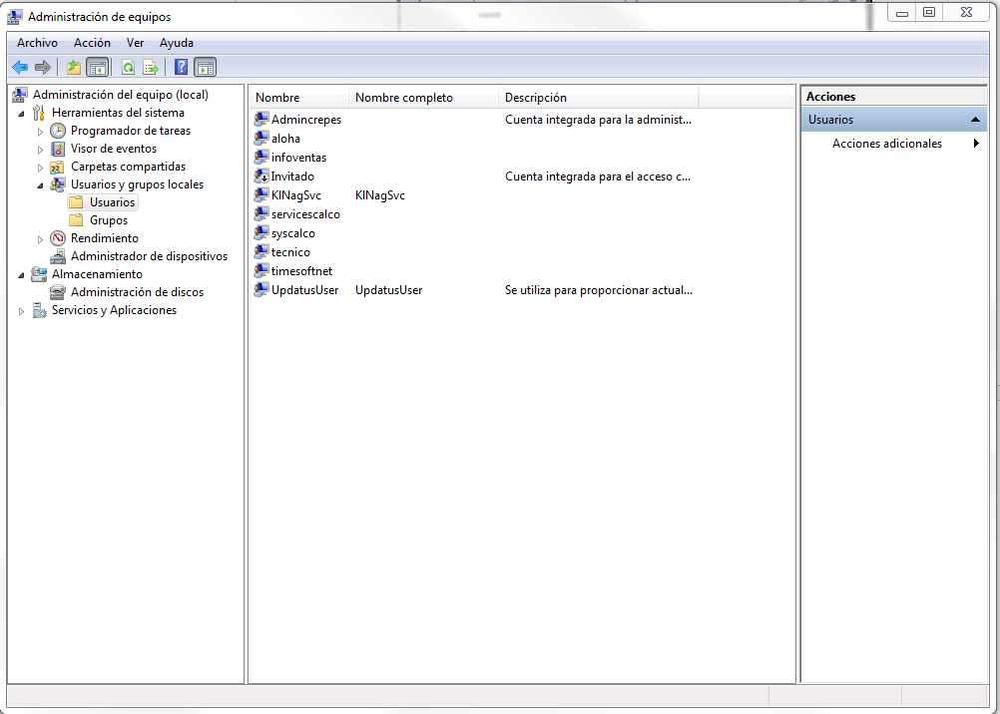 Administración de equipos
Archivo Acción Ver Ayuda
Administración del equipo (local)
Herramientas del sistema
Programador de tareas
Visor de eventos
Carpetas compartidas
Usuarios y grupos locales
Usuarios
Grupos
Rendimiento
Administrador de dispositivos
Almacenamiento
Administración de discos
Servicios y Aplicaciones
Nombre Nombre completo Descripción
Admincrepes Cuenta integrada para la administ...
aloha
infoventas
Invitado Cuenta integrada para el acceso c...
KlNagSvc KlNagSvc
servicescalco
syscalco
tecnico
timesoftnet
UpdatusUser UpdatusUser Se utiliza para proporcionar actual...
Acciones
Usuarios
Acciones adicionales